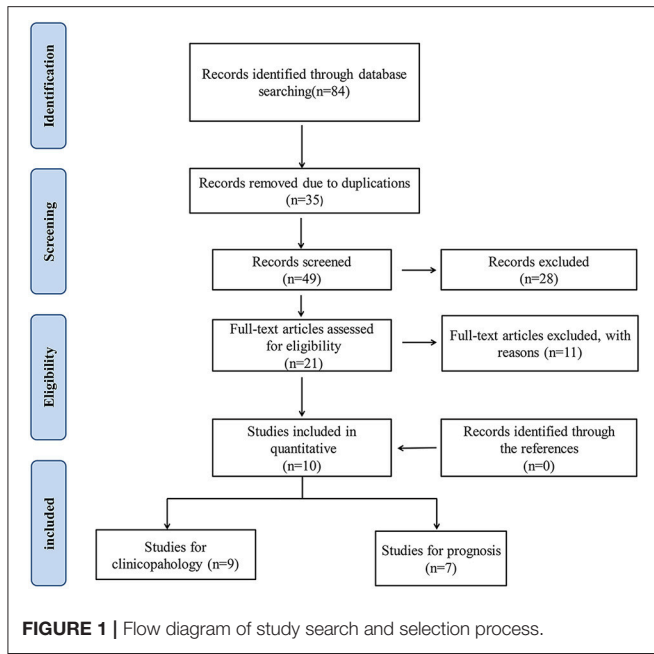 Identification
Records identified through database
searching(n=84)
Screening
Records removed due to duplications
(n=35)
Records screened
(n=49)
Records excluded
(n=28)
Eligibility
Full-text articles assessed
for eligibility
(n=21)
Full-text articles excluded, with
reasons (n=11)
Studies included in
quantitative
(n=10)
Records identified through
the references
(n=0)
included
Studies for
clinicopahology (n=9)
Studies for prognosis
(n=7)
FIGURE 1 | Flow diagram of study search and selection process.